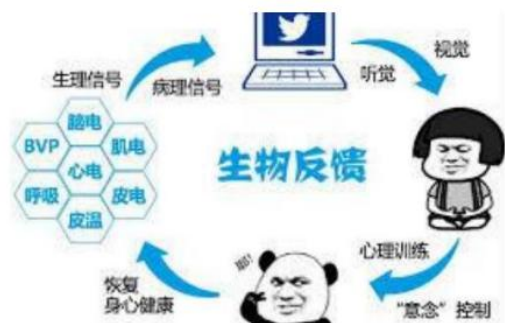 视觉
听觉
生理信号
病理信号
脑电
BVP
肌电
心电
呼吸
皮电
皮温
生物反馈
心理训练
恢复
身心健康
“意念”控制